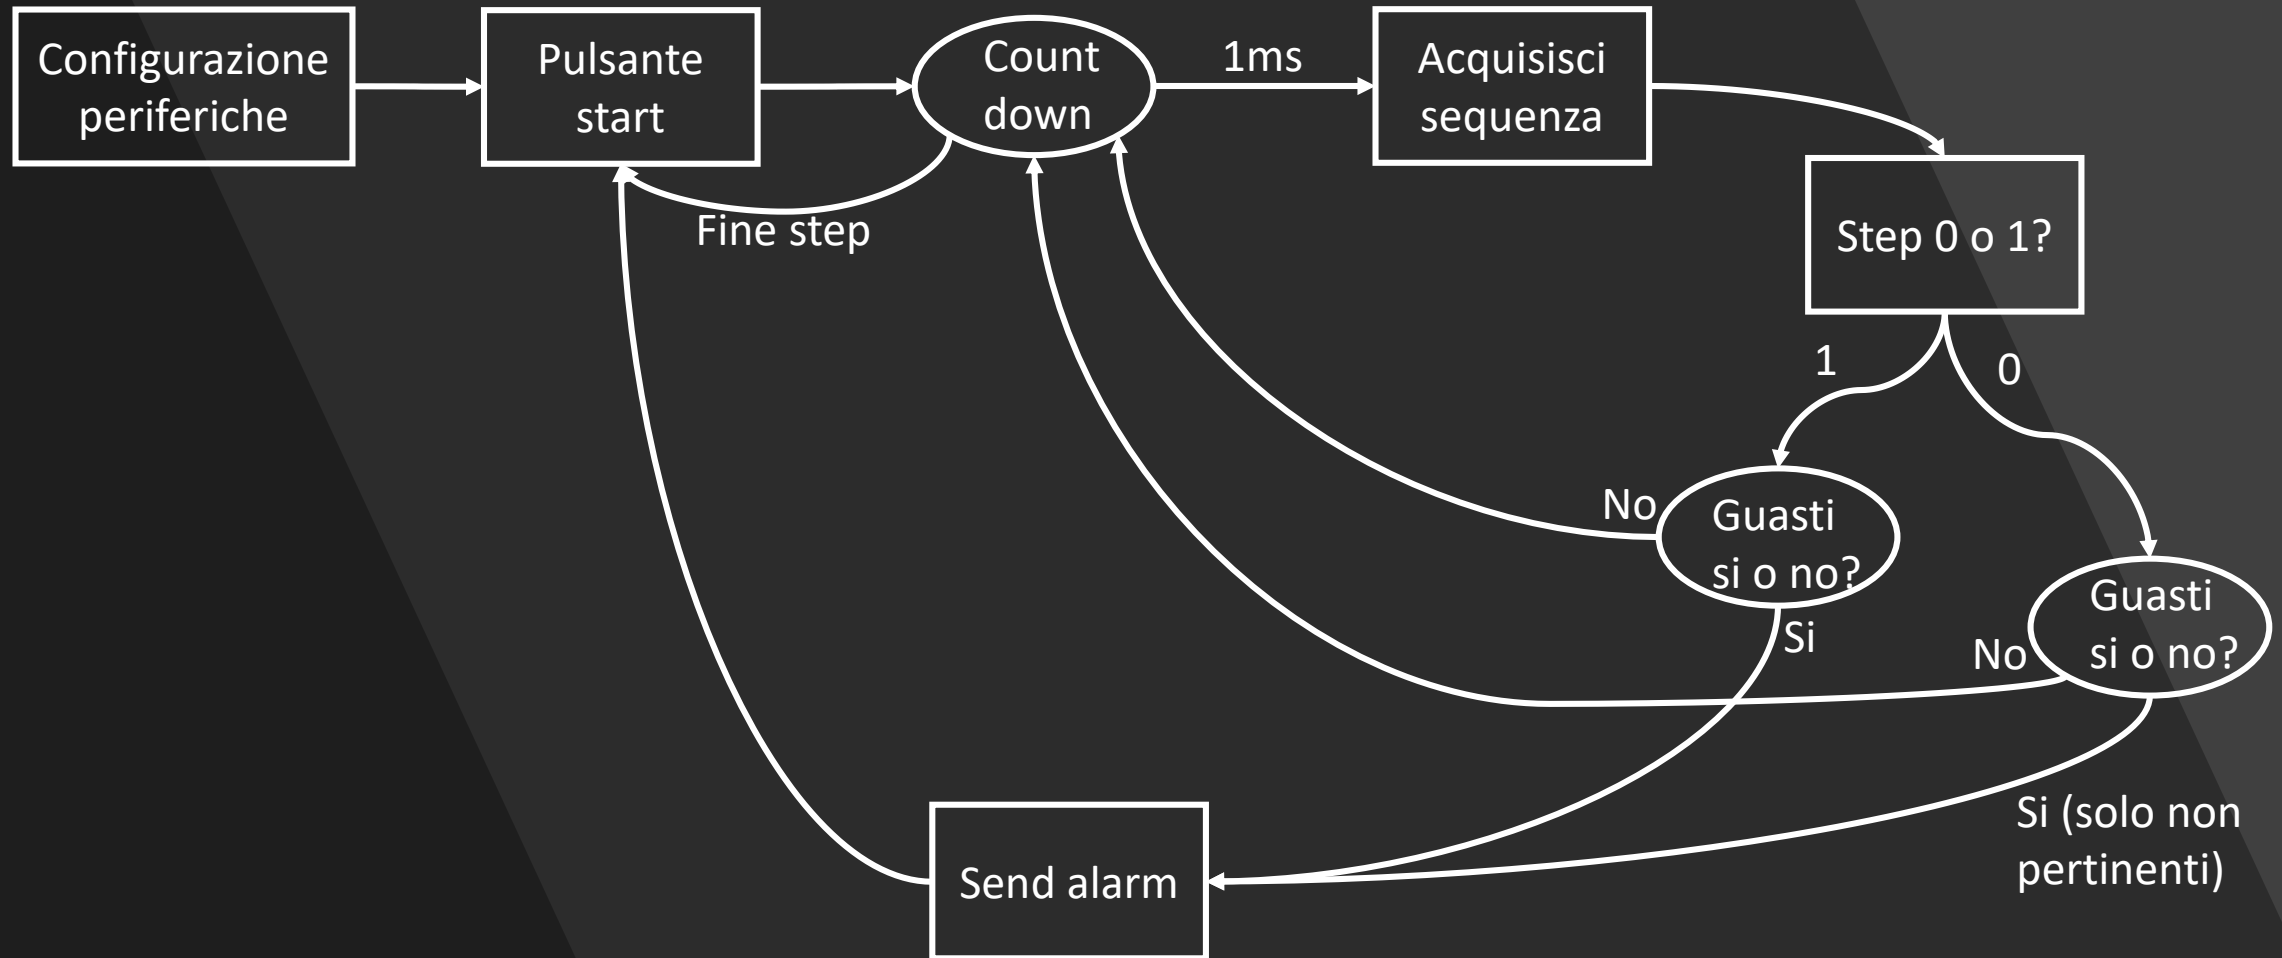 Configurazione
periferiche
Pulsante
start
Count
down
1ms
Acquisisci
sequenza
Fine step
Step 0 o 1?
1
0
No
Guasti
si o no?
Si
No
Guasti
si o no?
Si (solo non
pertinenti)
Send alarm